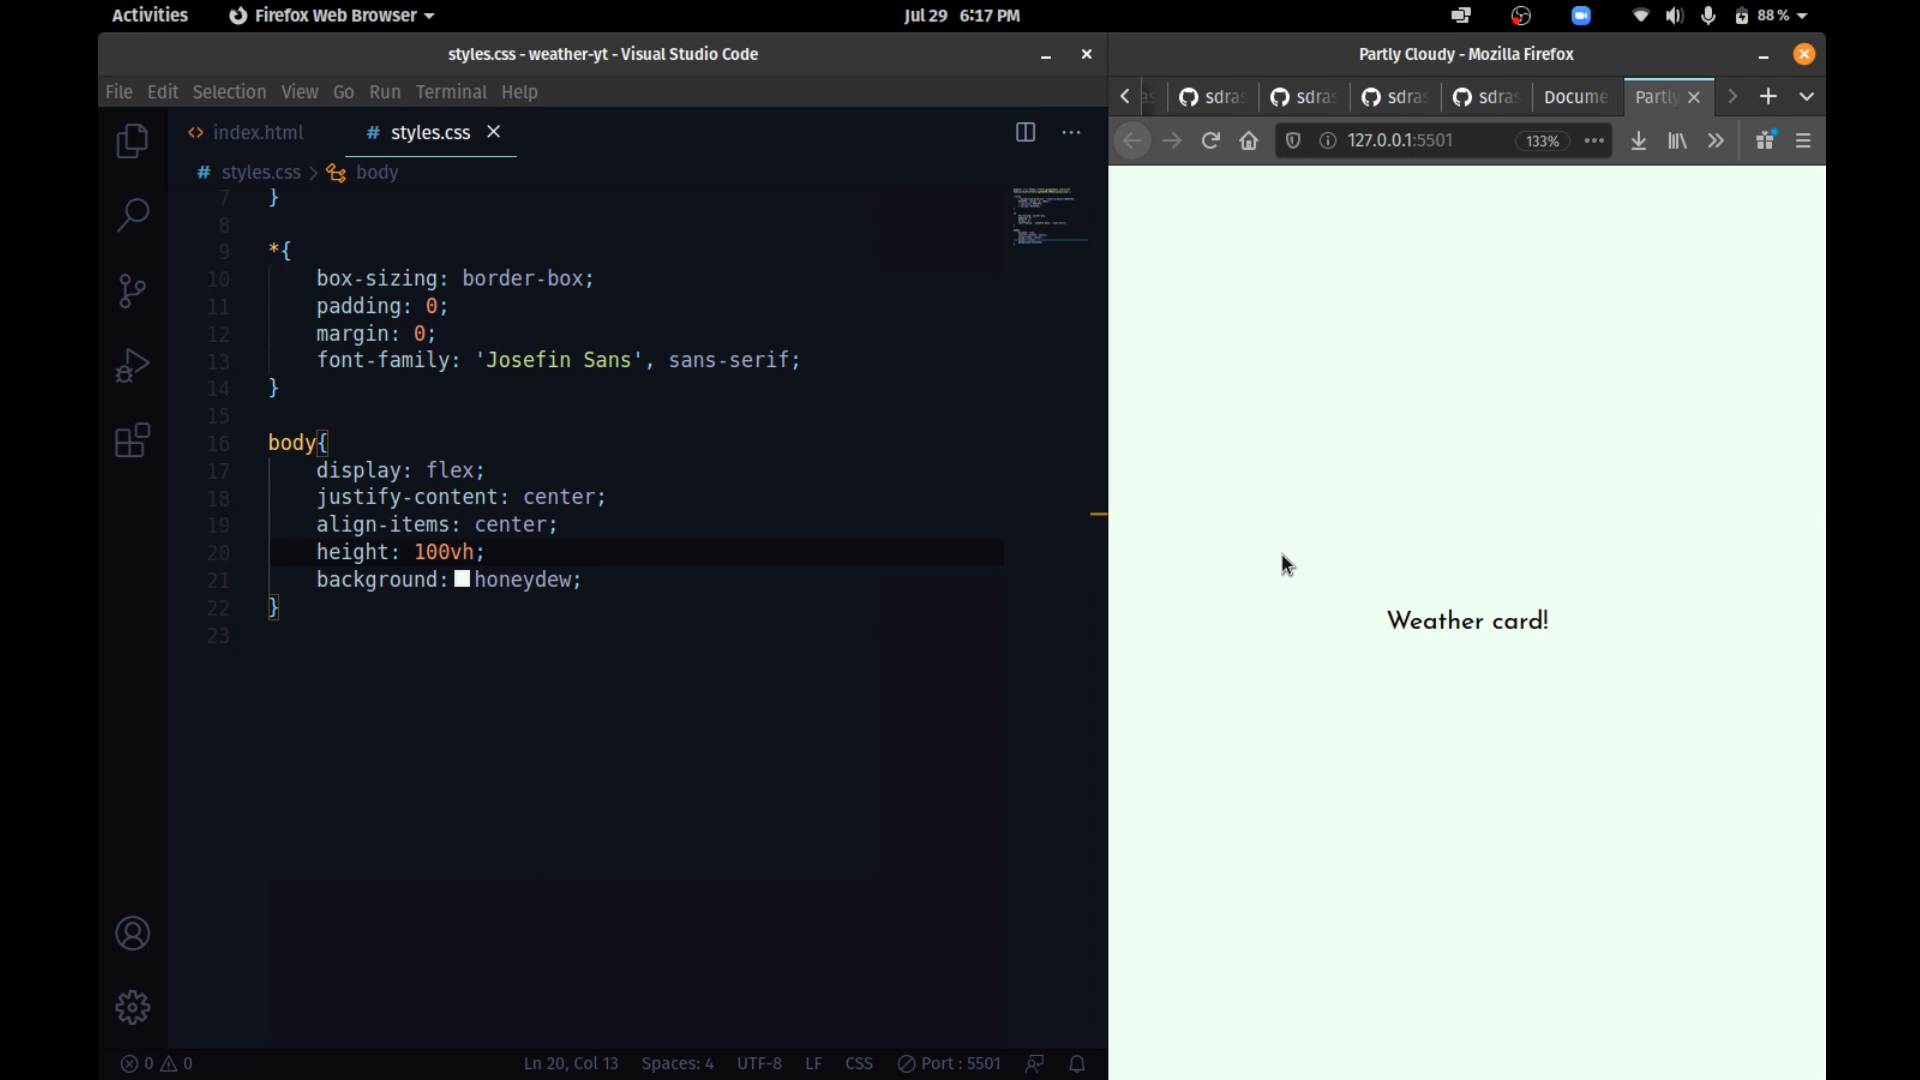 Activities Firefox Web Browser Jul 29 6:17 PM 88 %
styles.css - weather-yt - Visual Studio Code
File Edit Selection View Go Run Terminal Help
index.html # styles.css
# styles.css > body
7 }
8
9 *{
10 box-sizing: border-box;
11 padding: 0;
12 margin: 0;
13 font-family: 'Josefin Sans', sans-serif;
14 }
15
16 body{
17 display: flex;
18 justify-content: center;
19 align-items: center;
20 height: 100vh;
21 background: honeydew;
22 }
23
0 0 Ln 20, Col 13 Spaces: 4 UTF-8 LF CSS Port : 5501
Partly Cloudy - Mozilla Firefox
sdras sdras sdras sdras Docume Partly
127.0.0.1:5501 133%
Weather card!